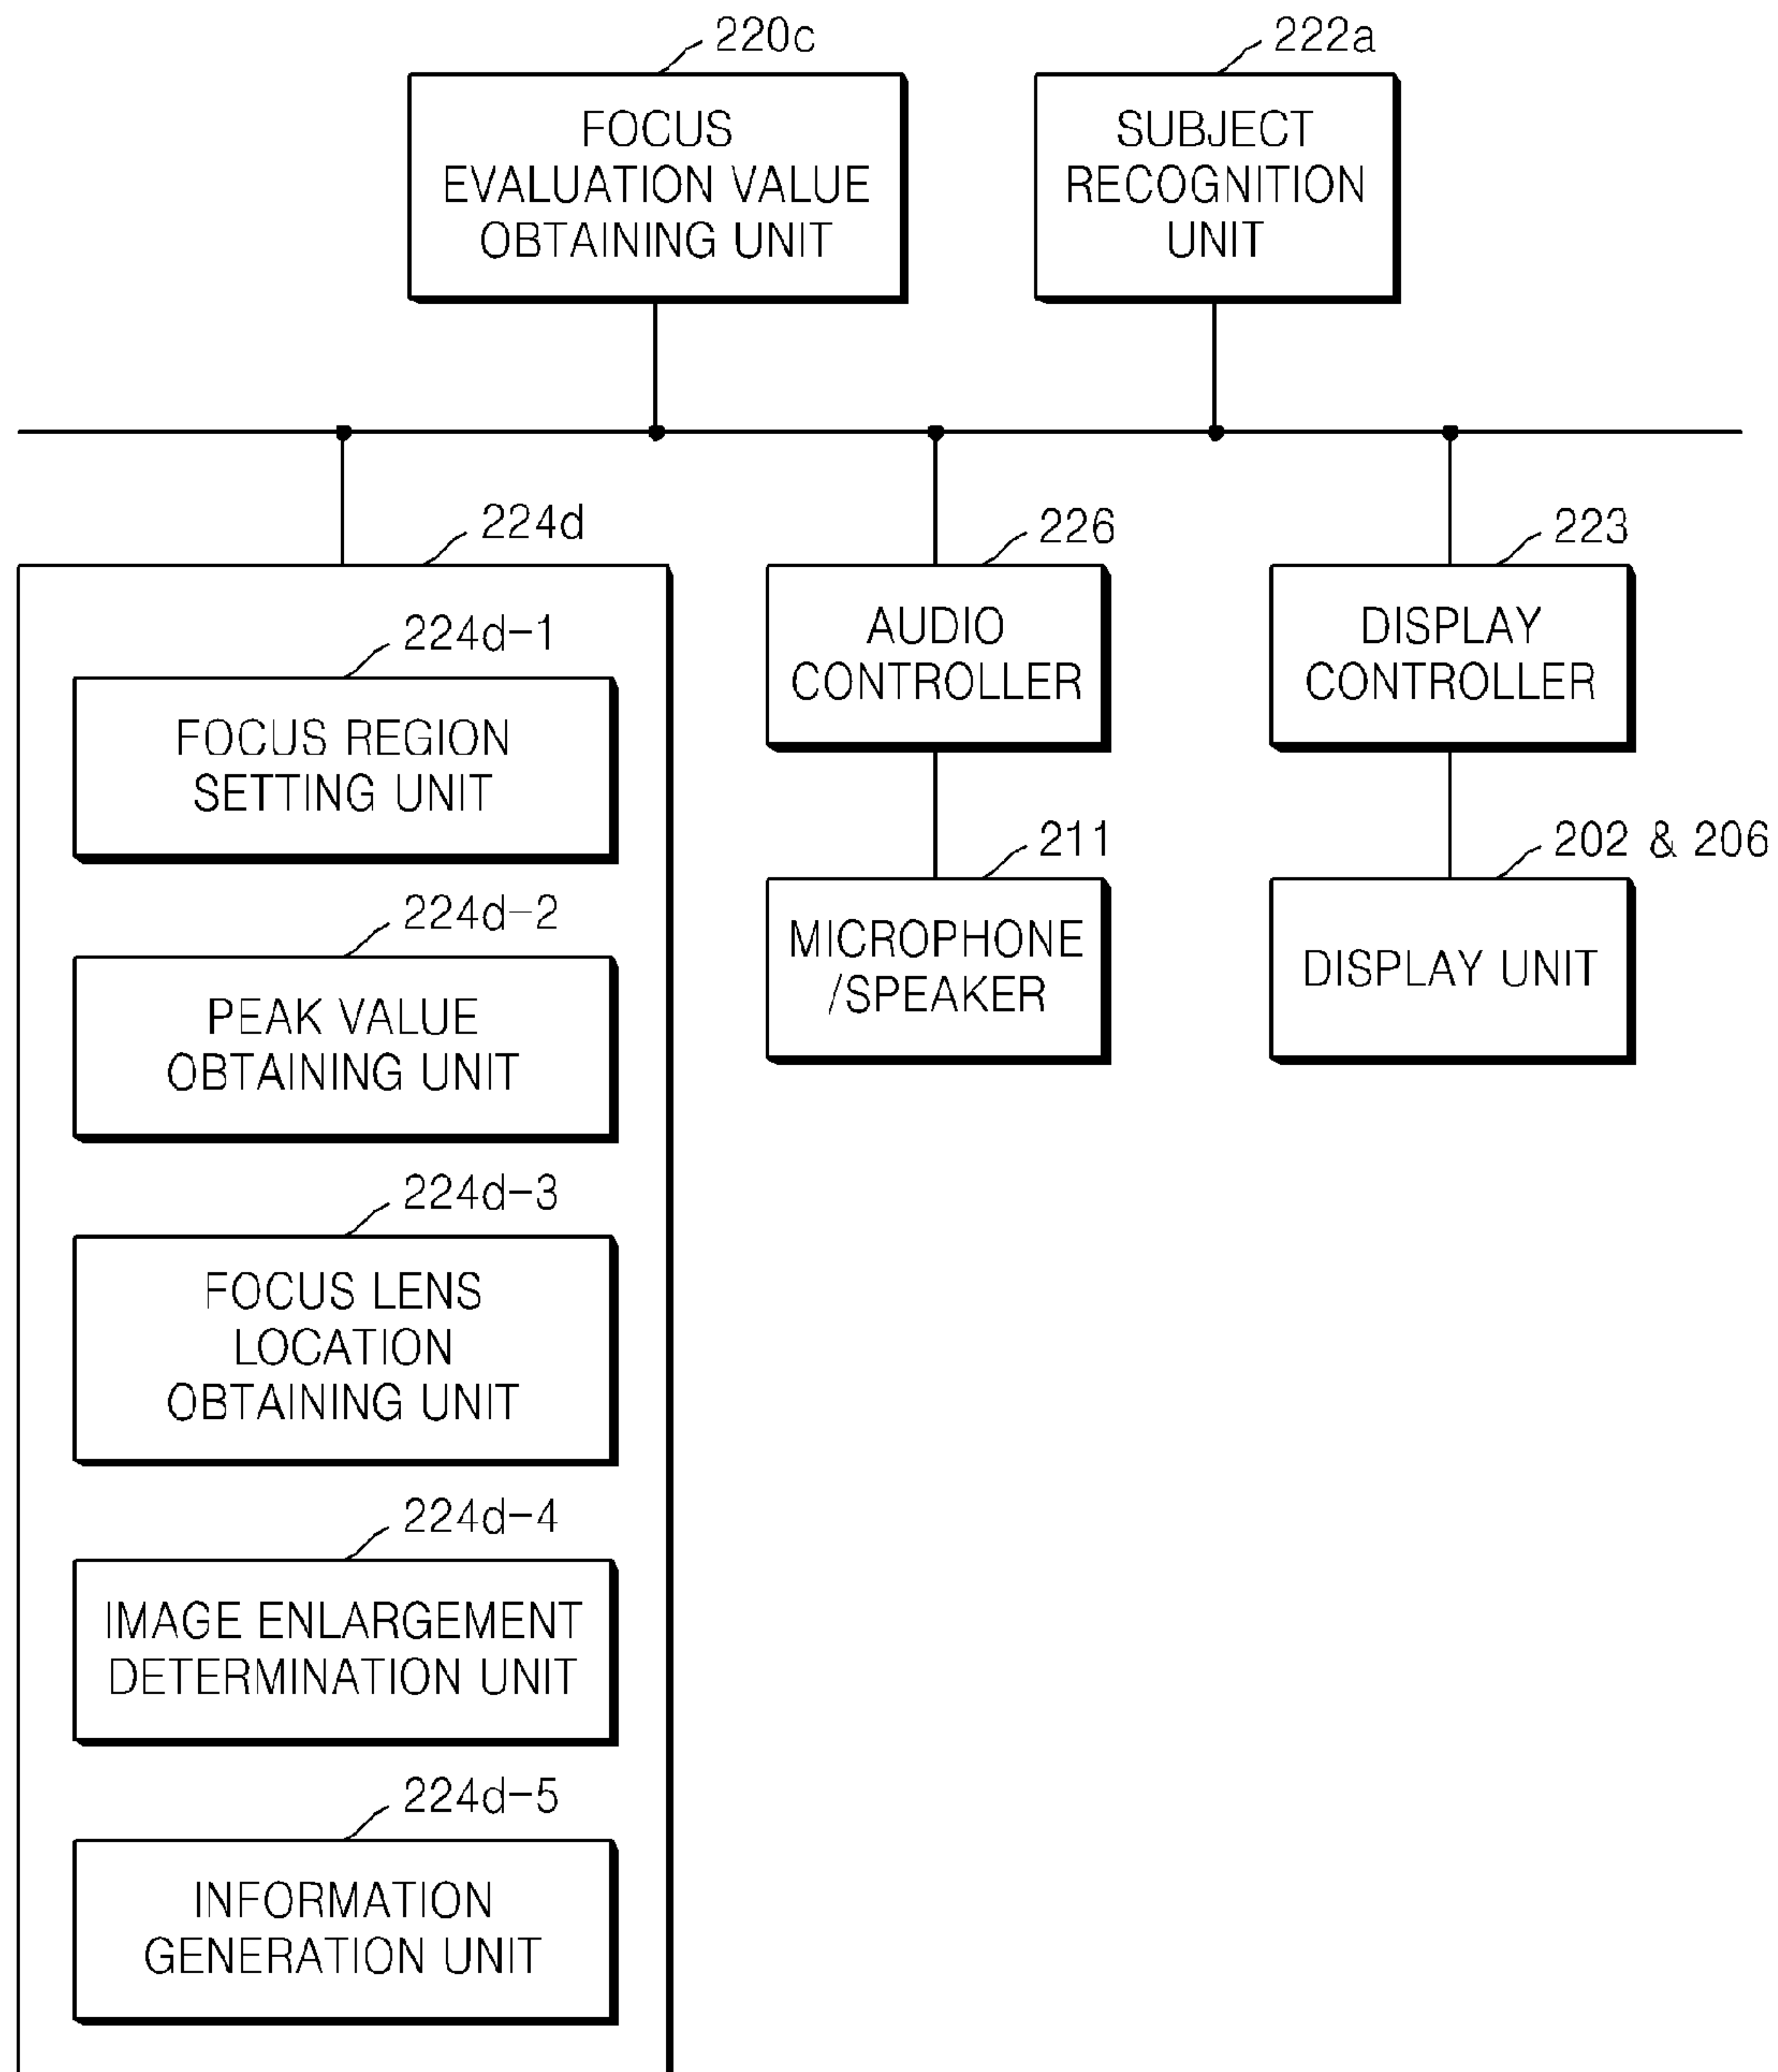 220c
FOCUS
EVALUATION VALUE
OBTAINING UNIT
222a
SUBJECT
RECOGNITION
UNIT
224d
224d-1
FOCUS REGION
SETTING UNIT
224d-2
PEAK VALUE
OBTAINING UNIT
224d-3
FOCUS LENS
LOCATION
OBTAINING UNIT
224d-4
IMAGE ENLARGEMENT
DETERMINATION UNIT
224d-5
INFORMATION
GENERATION UNIT
226
AUDIO
CONTROLLER
211
MICROPHONE
/SPEAKER
223
DISPLAY
CONTROLLER
202 & 206
DISPLAY UNIT